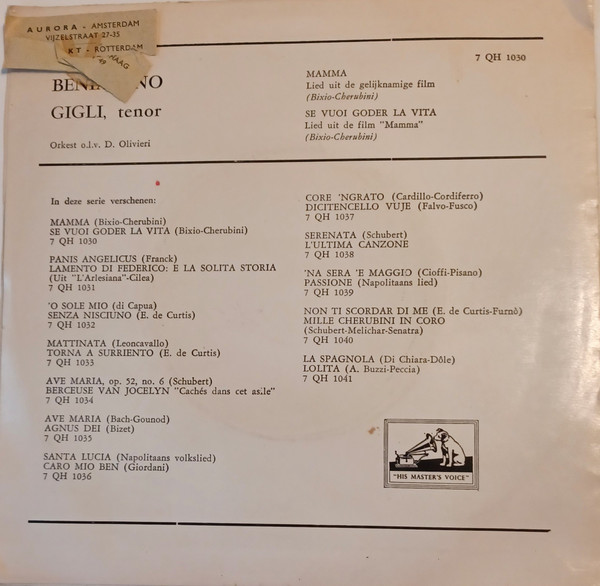 AURORA - AMSTERDAM
VIJZELSTRAAT 27-35
KT - ROTTERDAM
HAAG
GIGLI, tenor
Orkest o.l.v. D. Olivieri
7 QH 1030
MAMMA
Lied uit de gelijknamige film
(Bixio-Cherubini)
SE VUOI GODER LA VITA
Lied uit de film "Mamma"
(Bixio-Cherubini)
In deze serie verschenen:
MAMMA (Bixio-Cherubini)
SE VUOI GODER LA VITA (Bixio-Cherubini)
7 QH 1030
PANIS ANGELICUS (Franck)
LAMENTO DI FEDERICO: E LA SOLITA STORIA
(Uit "L'Arlesiana"-Cilea)
7 QH 1031
'O SOLE MIO (di Capua)
SENZA NISCIUNO (E. de Curtis)
7 QH 1032
MATTINATA (Leoncavallo)
TORNA A SURRIENTO (E. de Curtis)
7 QH 1033
AVE MARIA, op. 52, no. 6 (Schubert)
BERCEUSE VAN JOCELYN "Cachés dans cet asile"
7 QH 1034
AVE MARIA (Bach-Gounod)
AGNUS DEI (Bizet)
7 QH 1035
SANTA LUCIA (Napolitaans volkslied)
CARO MIO BEN (Giordani)
7 QH 1036
CORE 'NGRATO (Cardillo-Cordiferro)
DICITENCELLO VUJE (Falvo-Fusco)
7 QH 1037
SERENATA (Schubert)
L'ULTIMA CANZONE
7 QH 1038
'NA SERA 'E MAGGIO (Cioffi-Pisano)
PASSIONE (Napolitaans lied)
7 QH 1039
NON TI SCORDAR DI ME (E. de Curtis-Furnò)
MILLE CHERUBINI IN CORO
(Schubert-Melichar-Senatra)
7 QH 1040
LA SPAGNOLA (Di Chiara-Dôle)
LOLITA (A. Buzzi-Peccia)
7 QH 1041
"HIS MASTER'S VOICE"